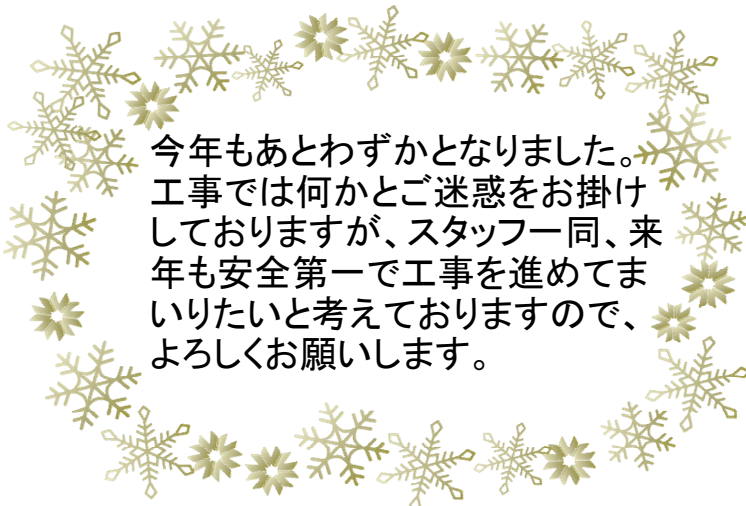 今年もあとわずかとなりました。
工事では何かとご迷惑をお掛け
しておりますが、スタッフ一同、来
年も安全第一で工事を進めてま
いりたいと考えておりますので、
よろしくお願いします。